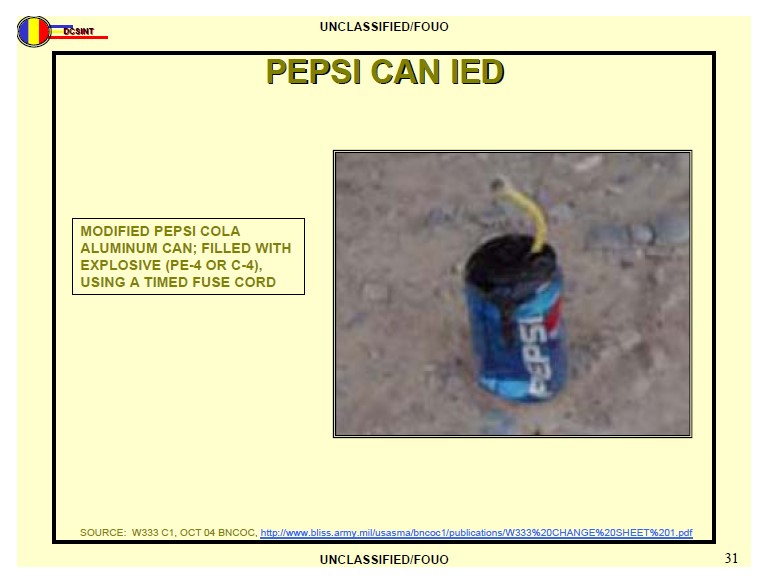 DCSINT
UNCLASSIFIED/FOUO
PEPSI CAN IED
MODIFIED PEPSI COLA
ALUMINUM CAN; FILLED WITH
EXPLOSIVE (PE-4 OR C-4),
USING A TIMED FUSE CORD
PEPSI
SOURCE: W333 C1, OCT 04 BNCOC, http://www.bliss.army.mil/usasma/bncoc1/publications/W333%20CHANGE%20SHEET%201.pdf
UNCLASSIFIED/FOUO
31